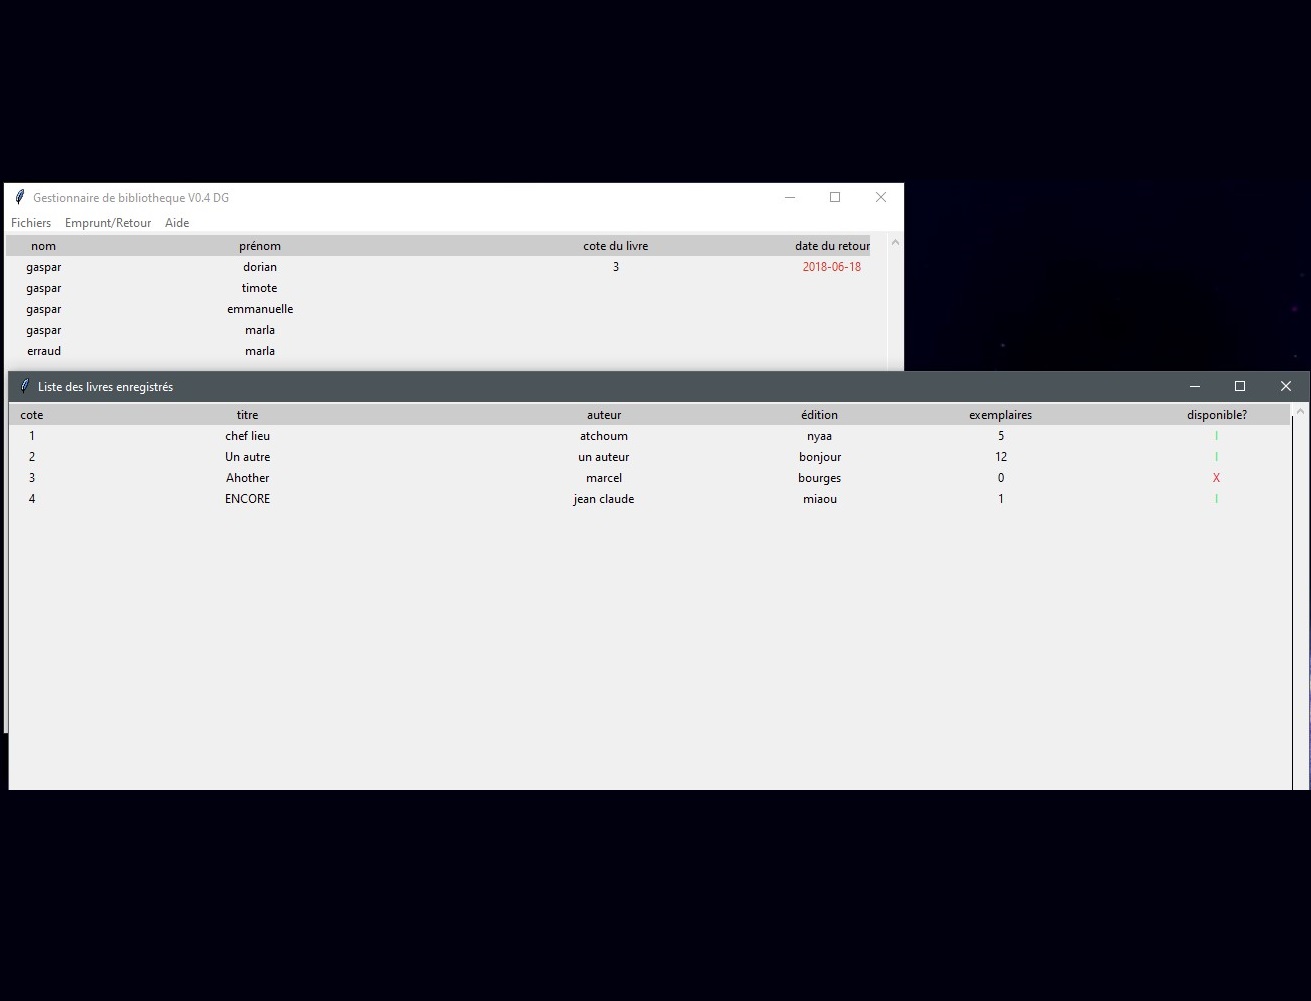 Gestionnaire de bibliotheque V0.4 DG
Fichiers Emprunt/Retour Aide
nom prénom cote du livre date du retour
gaspar dorian 3 2018-06-18
gaspar timote
gaspar emmanuelle
gaspar marla
erraud marla
Liste des livres enregistrés
cote titre auteur édition exemplaires disponible?
1 chef lieu atchoum nyaa 5 I
2 Un autre un auteur bonjour 12 I
3 Ahother marcel bourges 0 X
4 ENCORE jean claude miaou 1 I